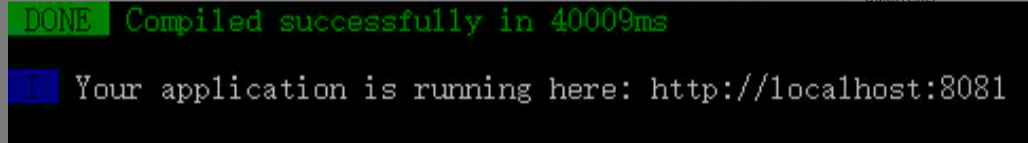 DONE Compiled successfully in 40009ms
I Your application is running here: http://localhost:8081